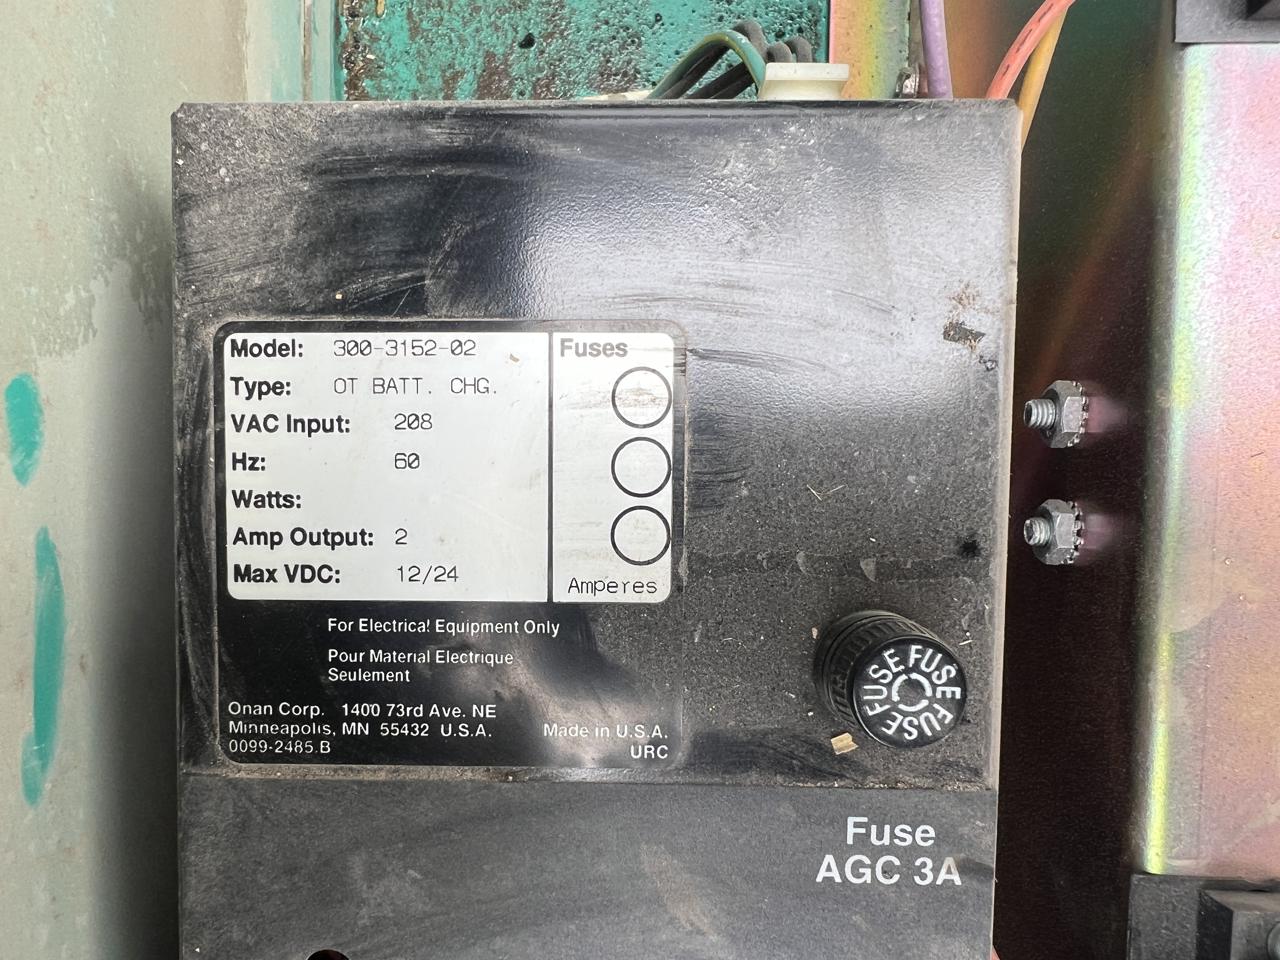 Model: 300-3152-02
Type: OT BATT. CHG.
VAC Input: 208
Hz: 60
Watts:
Amp Output: 2
Max VDC: 12/24
Fuses
Amperes
For Electrical Equipment Only
Pour Material Electrique
Seulement
Onan Corp. 1400 73rd Ave. NE
Minneapolis, MN 55432 U.S.A.
0099-2485.B
Made in U.S.A.
URC
FUSE FUSE FUSE FUSE
Fuse
AGC 3A